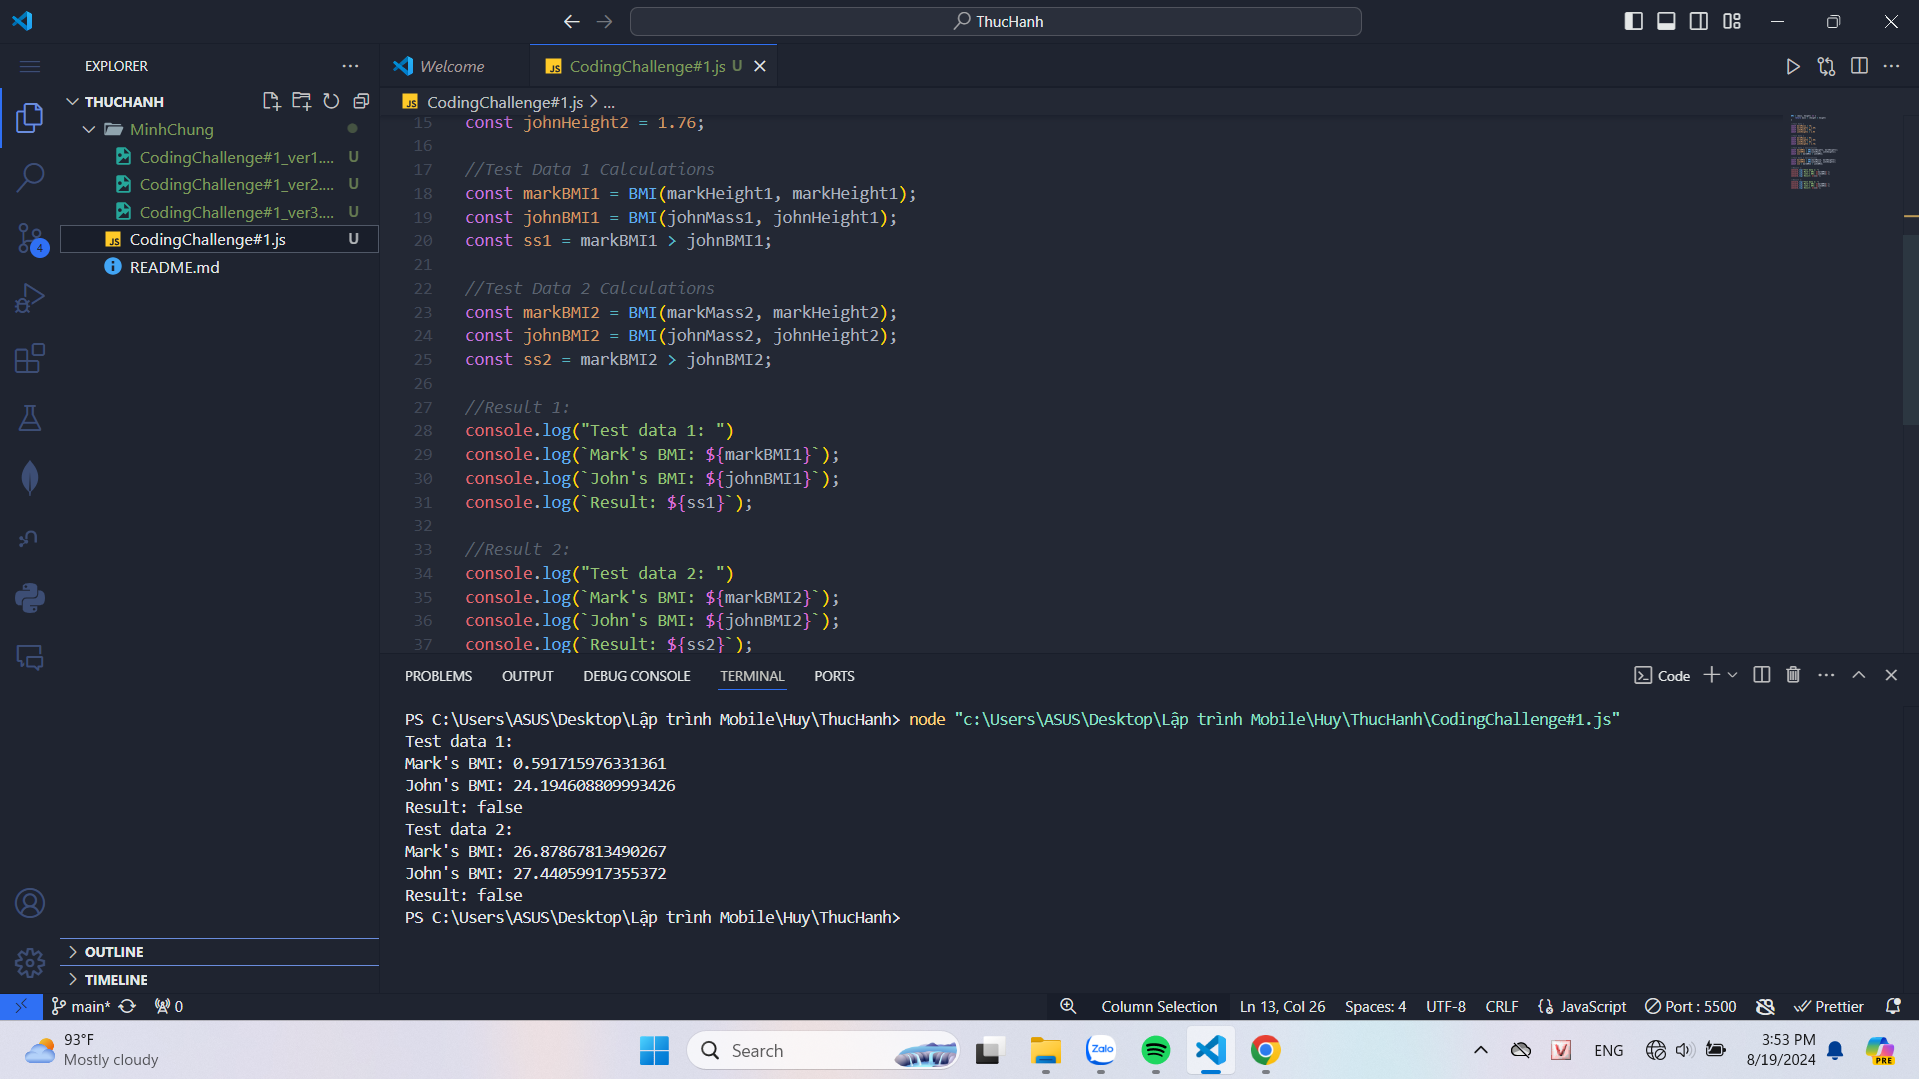 ThucHanh
EXPLORER
Welcome
CodingChallenge#1.js U
THUCHANH
CodingChallenge#1.js > ...
MinhChung
CodingChallenge#1_ver1.... U
CodingChallenge#1_ver2.... U
CodingChallenge#1_ver3.... U
CodingChallenge#1.js U
README.md
4
15 const johnHeight2 = 1.76;
16
17 //Test Data 1 Calculations
18 const markBMI1 = BMI(markHeight1, markHeight1);
19 const johnBMI1 = BMI(johnMass1, johnHeight1);
20 const ss1 = markBMI1 > johnBMI1;
21
22 //Test Data 2 Calculations
23 const markBMI2 = BMI(markMass2, markHeight2);
24 const johnBMI2 = BMI(johnMass2, johnHeight2);
25 const ss2 = markBMI2 > johnBMI2;
26
27 //Result 1:
28 console.log("Test data 1: ")
29 console.log(`Mark's BMI: ${markBMI1}`);
30 console.log(`John's BMI: ${johnBMI1}`);
31 console.log(`Result: ${ss1}`);
32
33 //Result 2:
34 console.log("Test data 2: ")
35 console.log(`Mark's BMI: ${markBMI2}`);
36 console.log(`John's BMI: ${johnBMI2}`);
37 console.log(`Result: ${ss2}`);
PROBLEMS OUTPUT DEBUG CONSOLE TERMINAL PORTS
Code
PS C:\Users\ASUS\Desktop\Lập trình Mobile\Huy\ThucHanh> node "c:\Users\ASUS\Desktop\Lập trình Mobile\Huy\ThucHanh\CodingChallenge#1.js"
Test data 1:
Mark's BMI: 0.591715976331361
John's BMI: 24.194608809993426
Result: false
Test data 2:
Mark's BMI: 26.87867813490267
John's BMI: 27.44059917355372
Result: false
PS C:\Users\ASUS\Desktop\Lập trình Mobile\Huy\ThucHanh>
OUTLINE
TIMELINE
main* 0
Column Selection Ln 13, Col 26 Spaces: 4 UTF-8 CRLF JavaScript Port : 5500 Prettier
93°F
Mostly cloudy
Search
Zalo
V
ENG
3:53 PM
8/19/2024
PRE